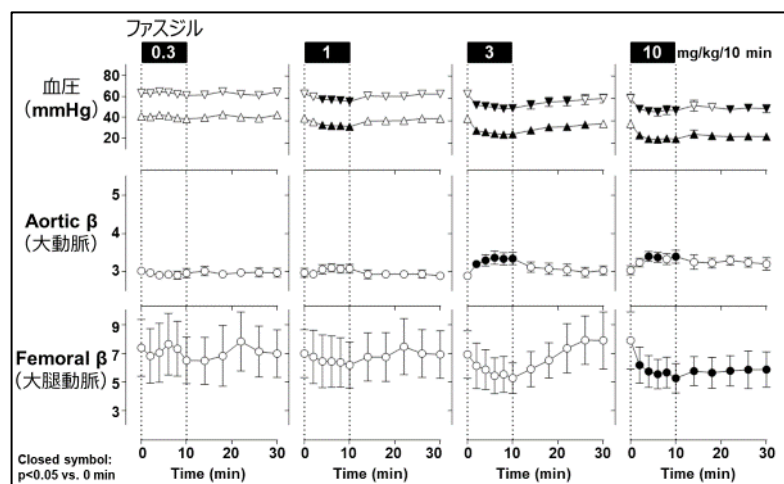 ファスジル
0.3 1 3 10 mg/kg/10 min
血圧
(mmHg)
80
60
40
20
Aortic β
(大動脈)
5
4
3
Femoral β
(大腿動脈)
9
7
5
3
0 10 20 30 0 10 20 30 0 10 20 30 0 10 20 30
Time (min) Time (min) Time (min) Time (min)
Closed symbol:
p<0.05 vs. 0 min